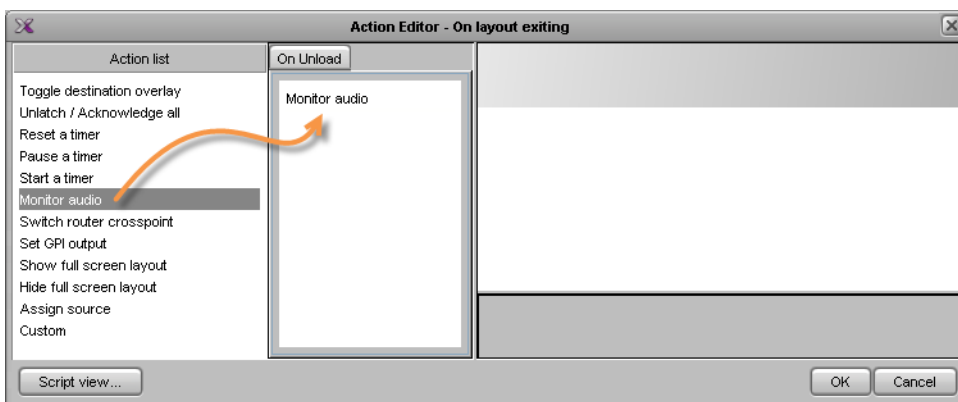 Action Editor - On layout exiting
Action list
On Unload
Toggle destination overlay
Unlatch / Acknowledge all
Reset a timer
Pause a timer
Start a timer
Monitor audio
Switch router crosspoint
Set GPI output
Show full screen layout
Hide full screen layout
Assign source
Custom
Monitor audio
Script view...
OK
Cancel